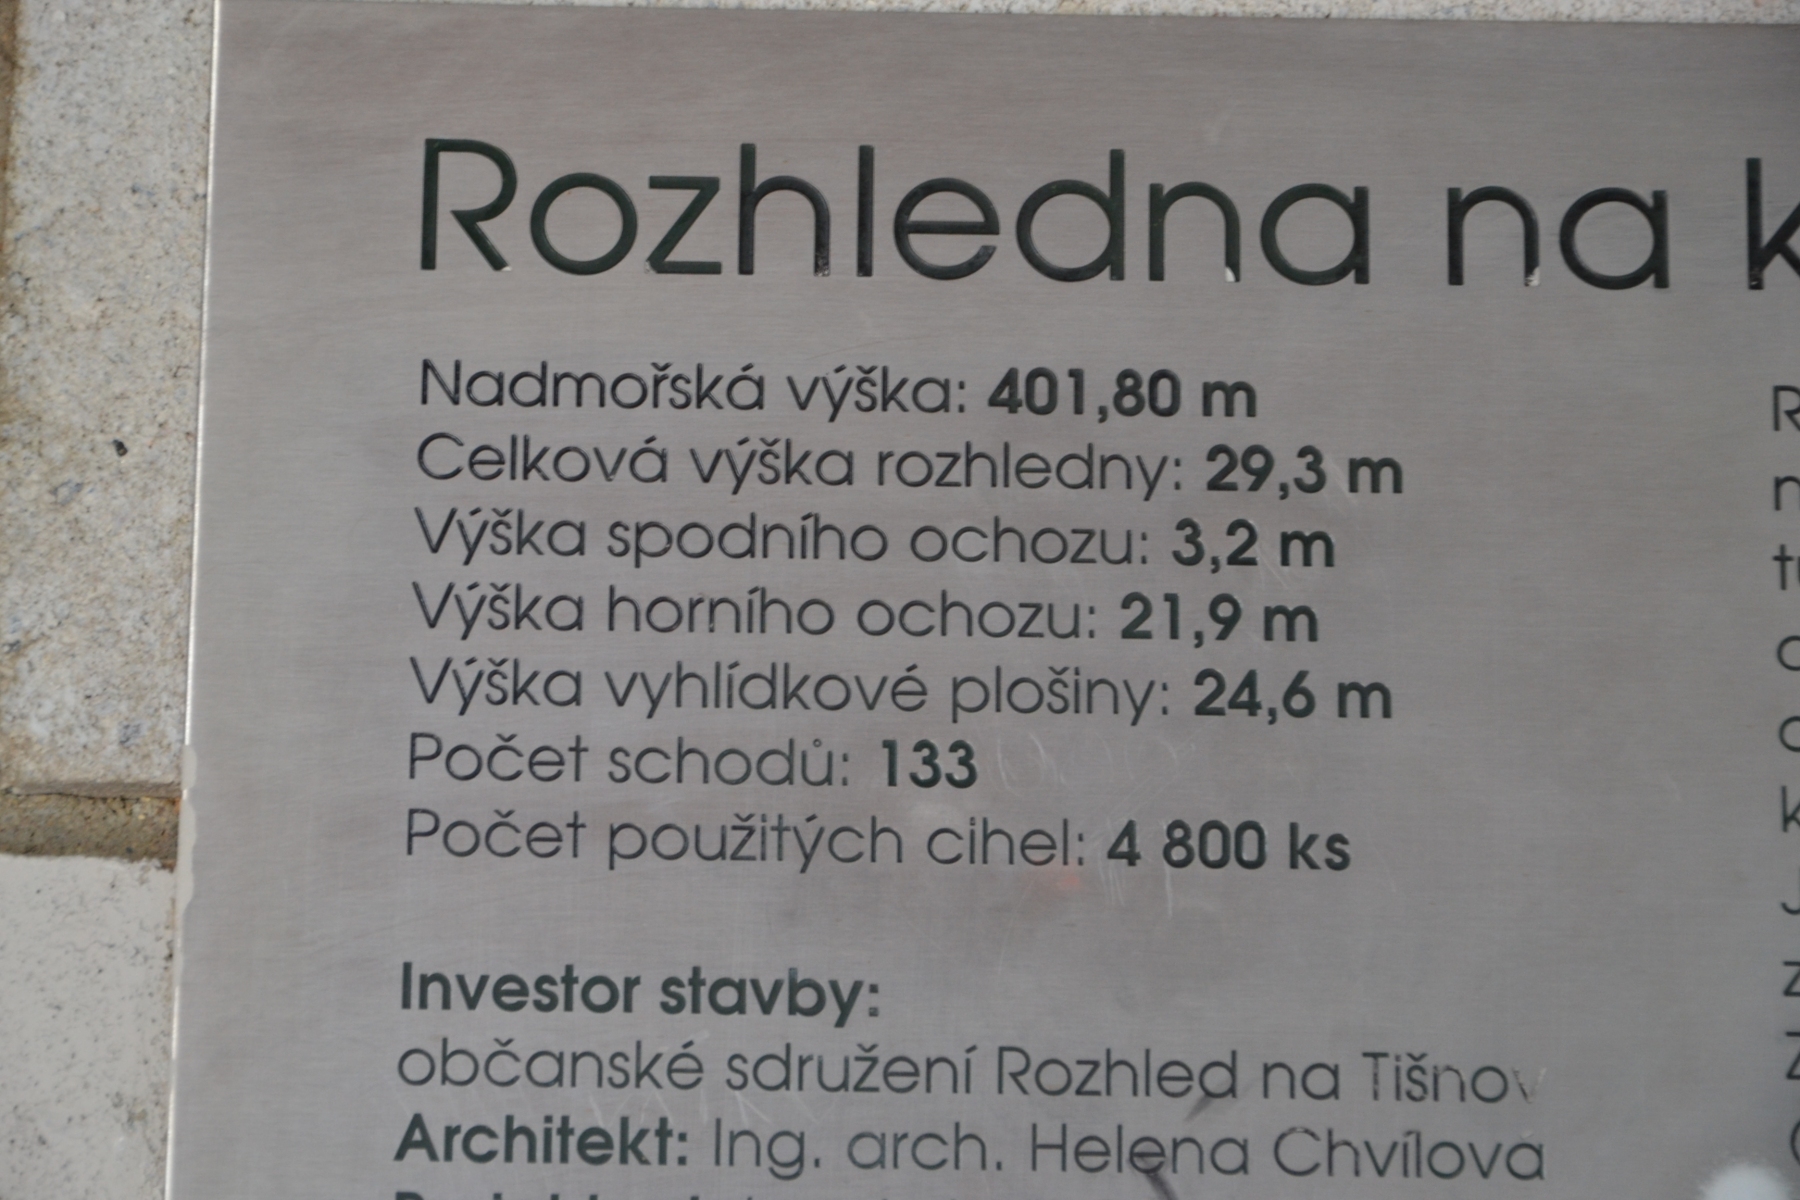 Rozhledna na k
Nadmořská výška: 401,80 m
Celková výška rozhledny: 29,3 m
Výška spodního ochozu: 3,2 m
Výška horního ochozu: 21,9 m
Výška vyhlídkové plošiny: 24,6 m
Počet schodů: 133
Počet použitých cihel: 4 800 ks
Investor stavby:
občanské sdružení Rozhled na Tišnov
Architekt: Ing. arch. Helena Chvílova